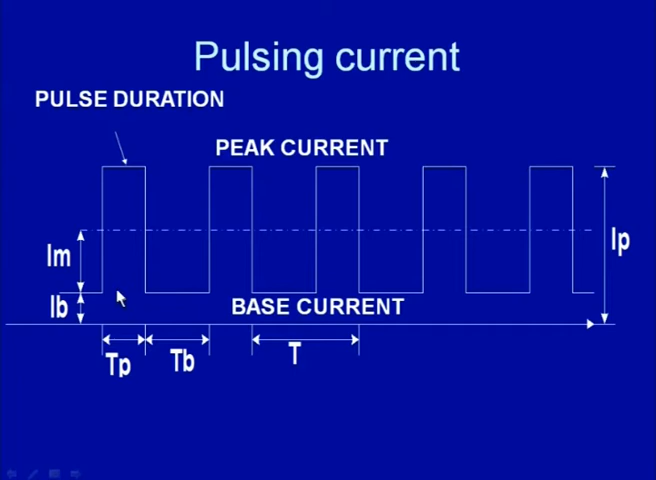 Pulsing current
PULSE DURATION
PEAK CURRENT
Im
Ip
Ib
BASE CURRENT
Tp
Tb
T